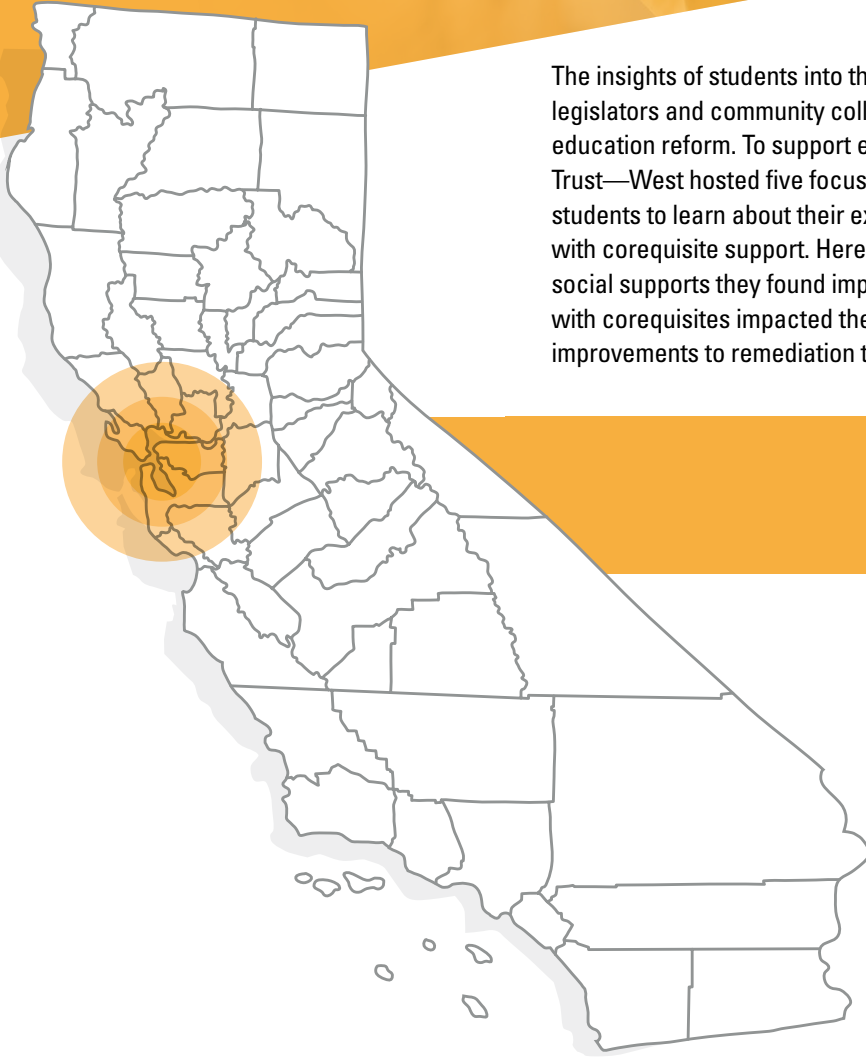 The insights of students into th
legislators and community coll
education reform. To support e
Trust—West hosted five focus
students to learn about their ex
with corequisite support. Here
social supports they found imp
with corequisites impacted the
improvements to remediation t